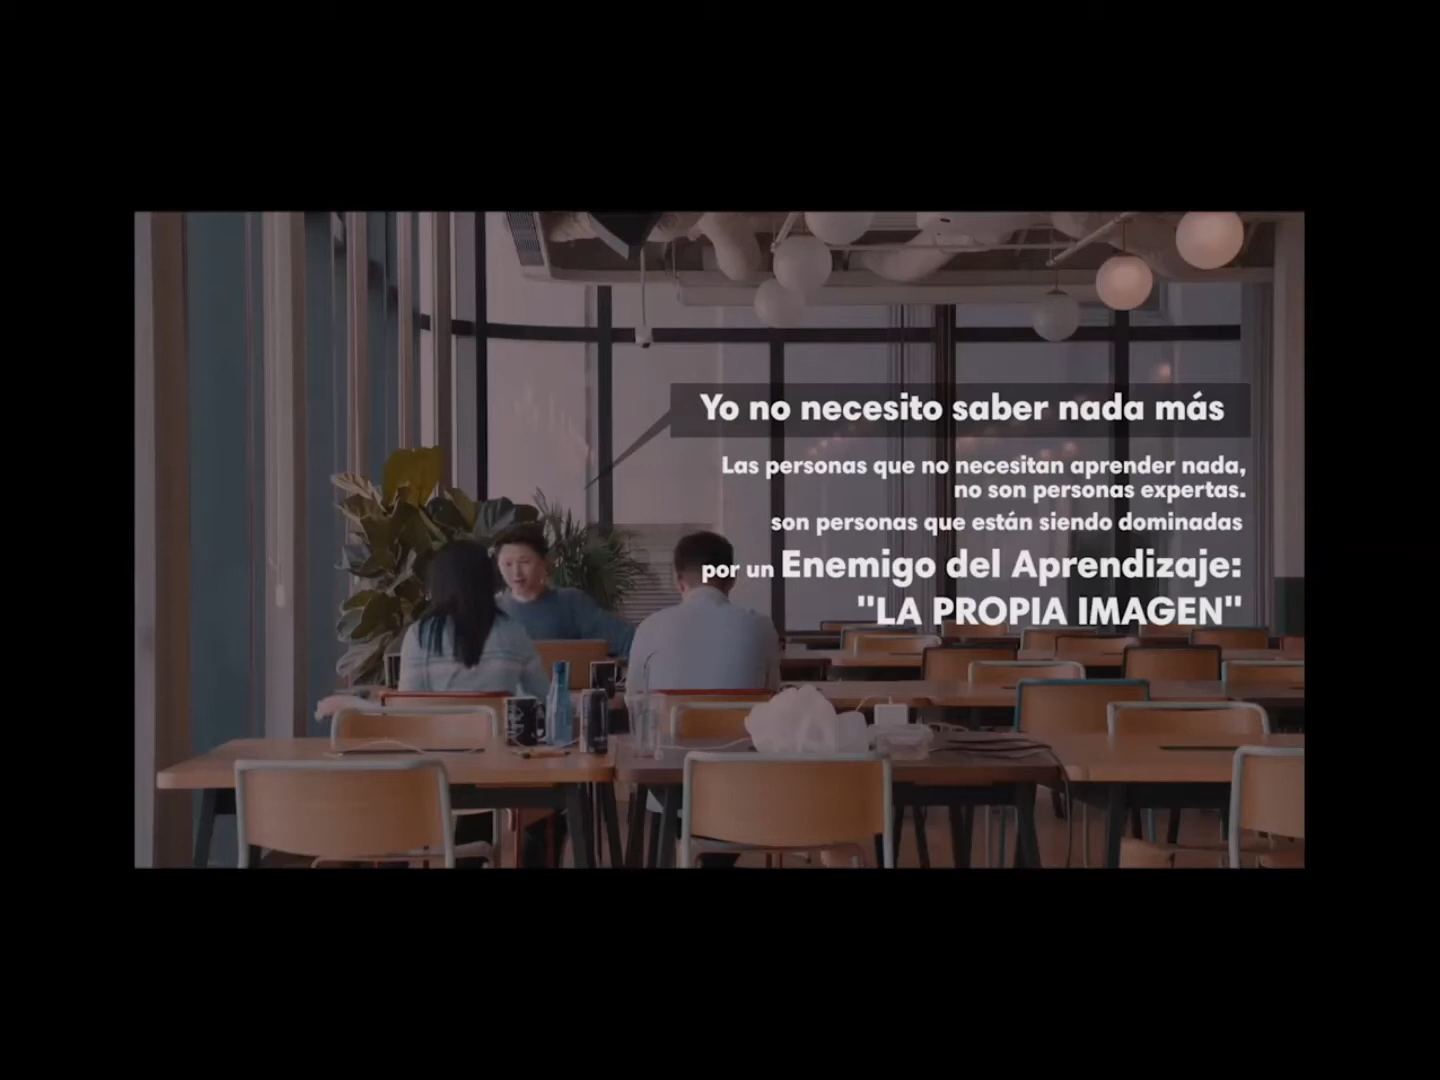 Yo no necesito saber nada más
Las personas que no necesitan aprender nada,
no son personas expertas.
son personas que están siendo dominadas
por un Enemigo del Aprendizaje:
"LA PROPIA IMAGEN"